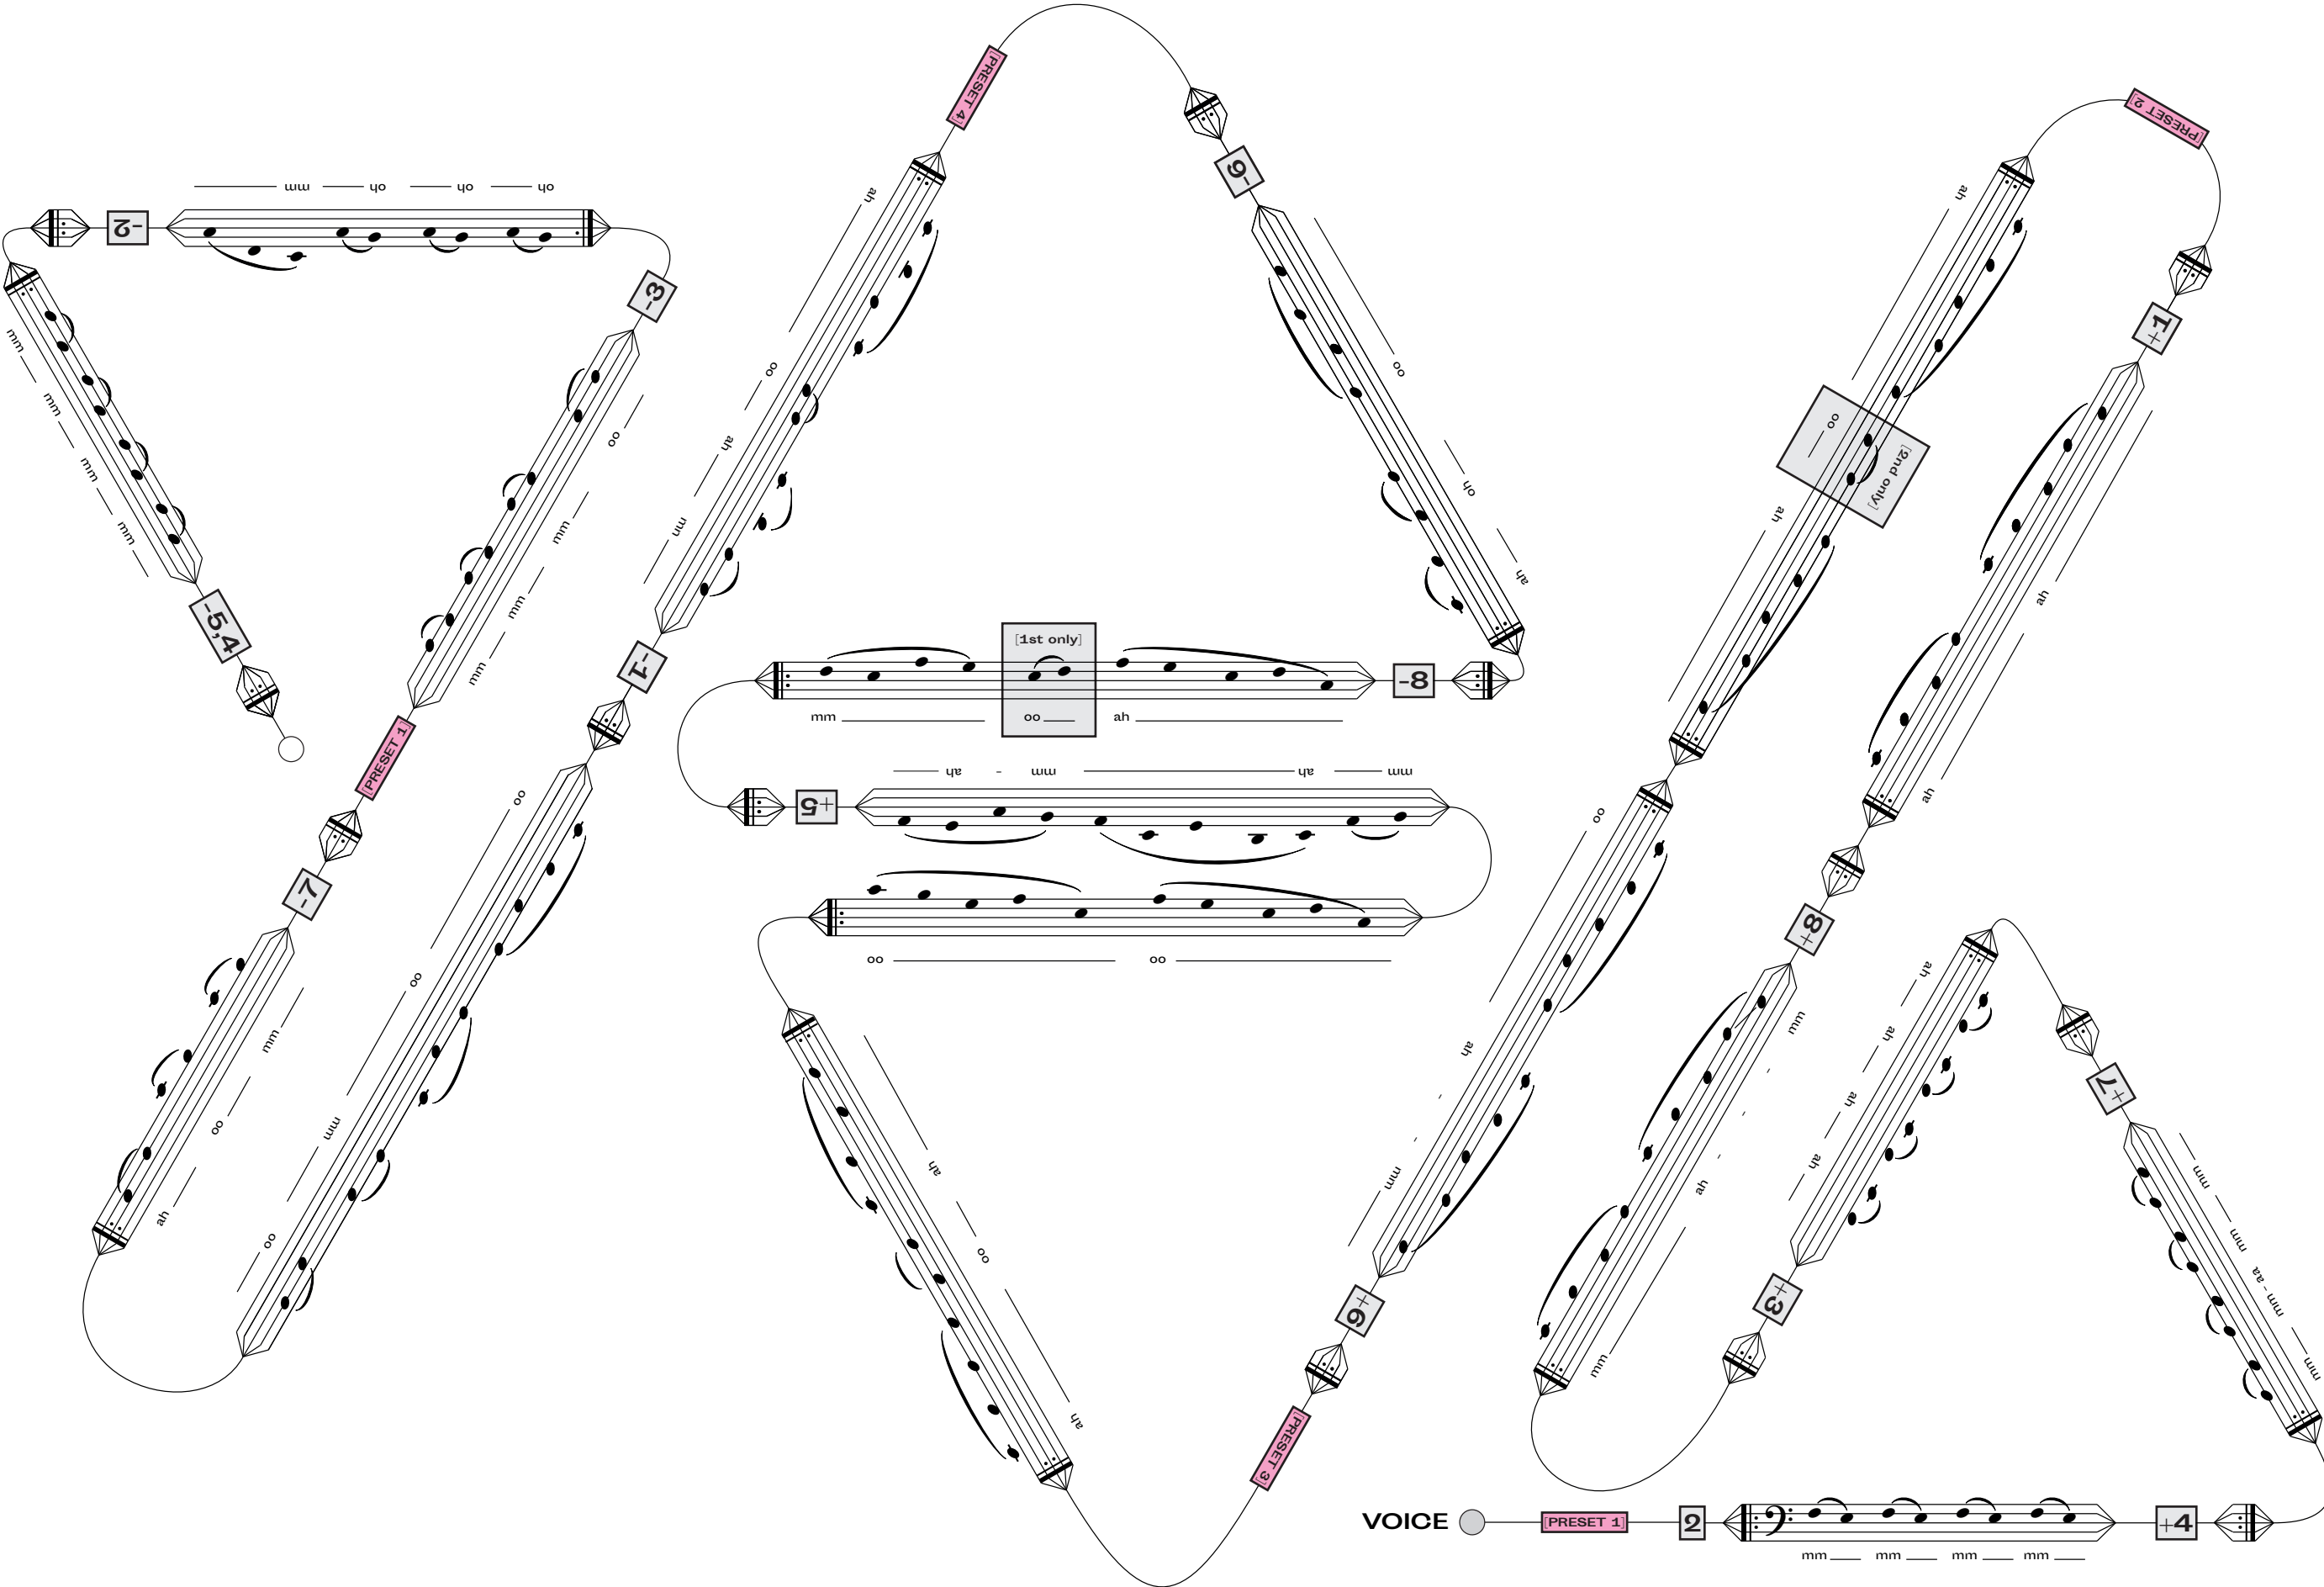 VOICE
[PRESET 1]
2
mm mm mm mm
+4
mm mm - aa mm mm
+7
ah ah ah ah
+3
mm ah - - - mm
+8
ah ah
+1
[PRESET 2]
ah oo ah
[2nd only]
oo ah - - mm
+6
[PRESET 3]
ah oo ah
oo oo
mm ah mm - ah
+5
[1st only]
mm oo ah
-8
ah oh oo
-6
[PRESET 4]
ah oo ah mm
-1
oo oo mm oo
ah oo mm
-7
[PRESET 1]
mm mm mm oo
-3
oh oh oh mm
-2
mm mm mm mm
-5,4